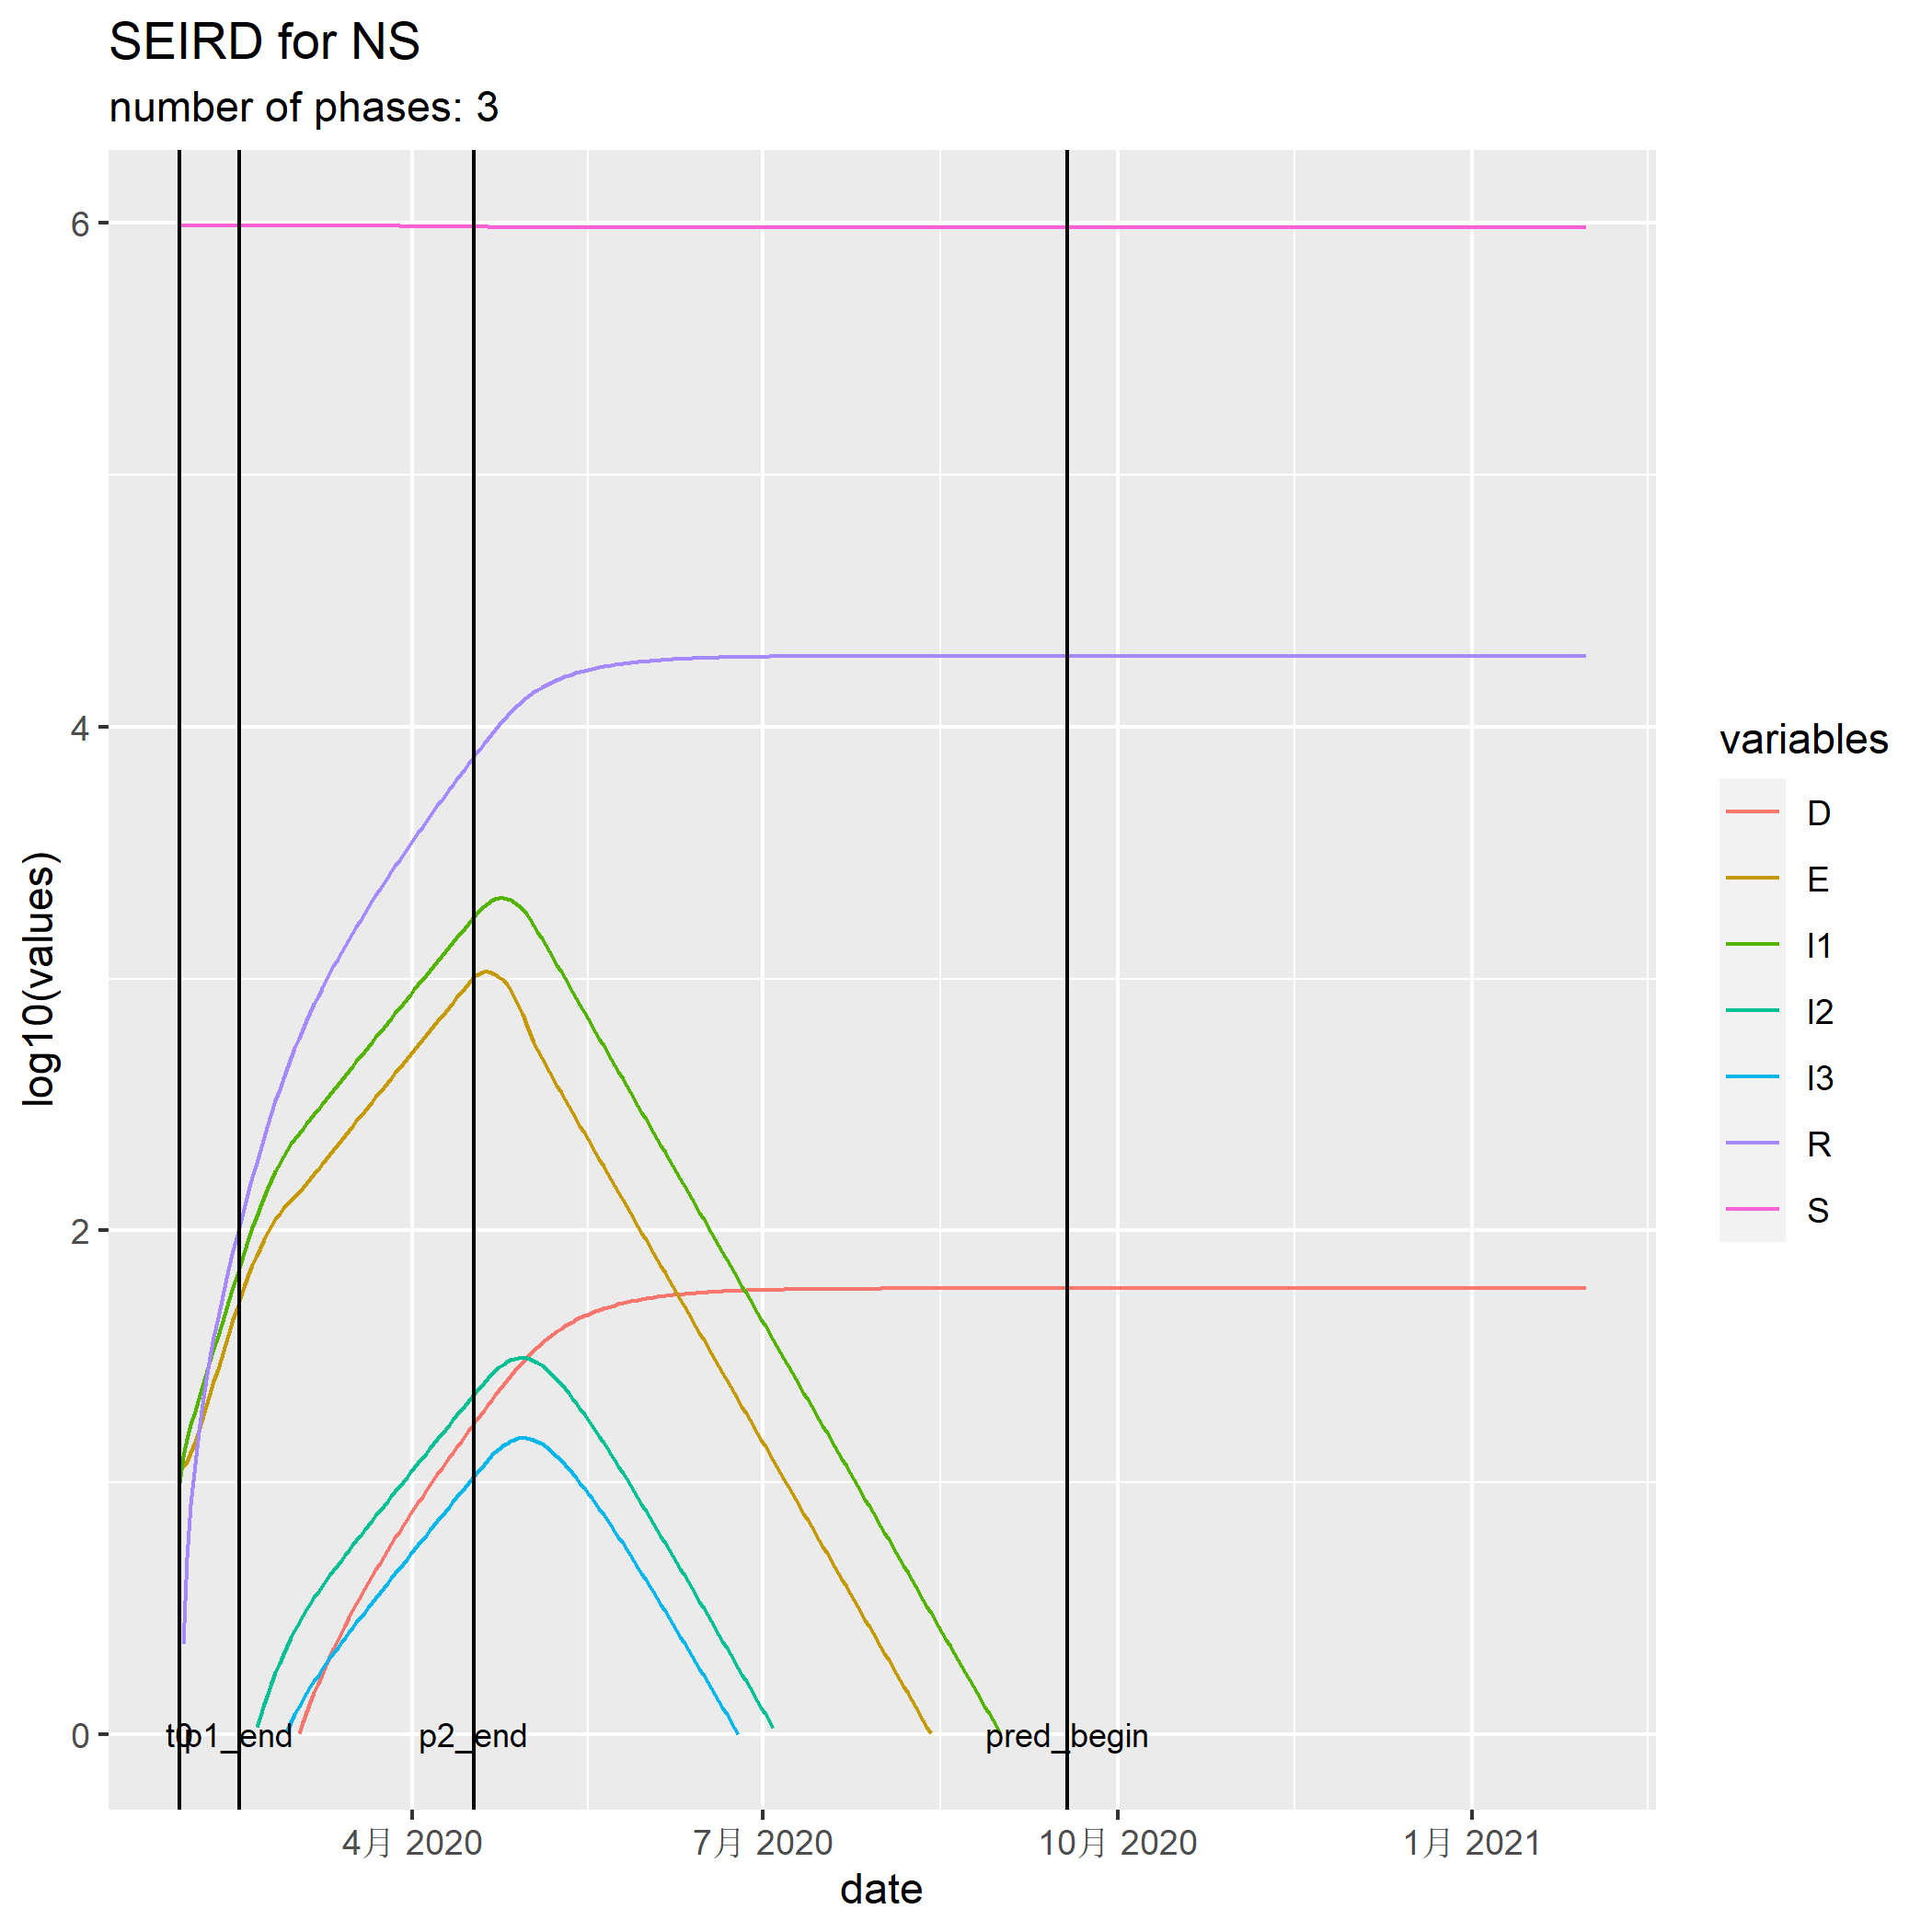 SEIRD for NS
number of phases: 3
6
4
2
0
log10(values)
t0
p1_end
p2_end
pred_begin
4月 2020
7月 2020
10月 2020
1月 2021
date
variables
D
E
I1
I2
I3
R
S